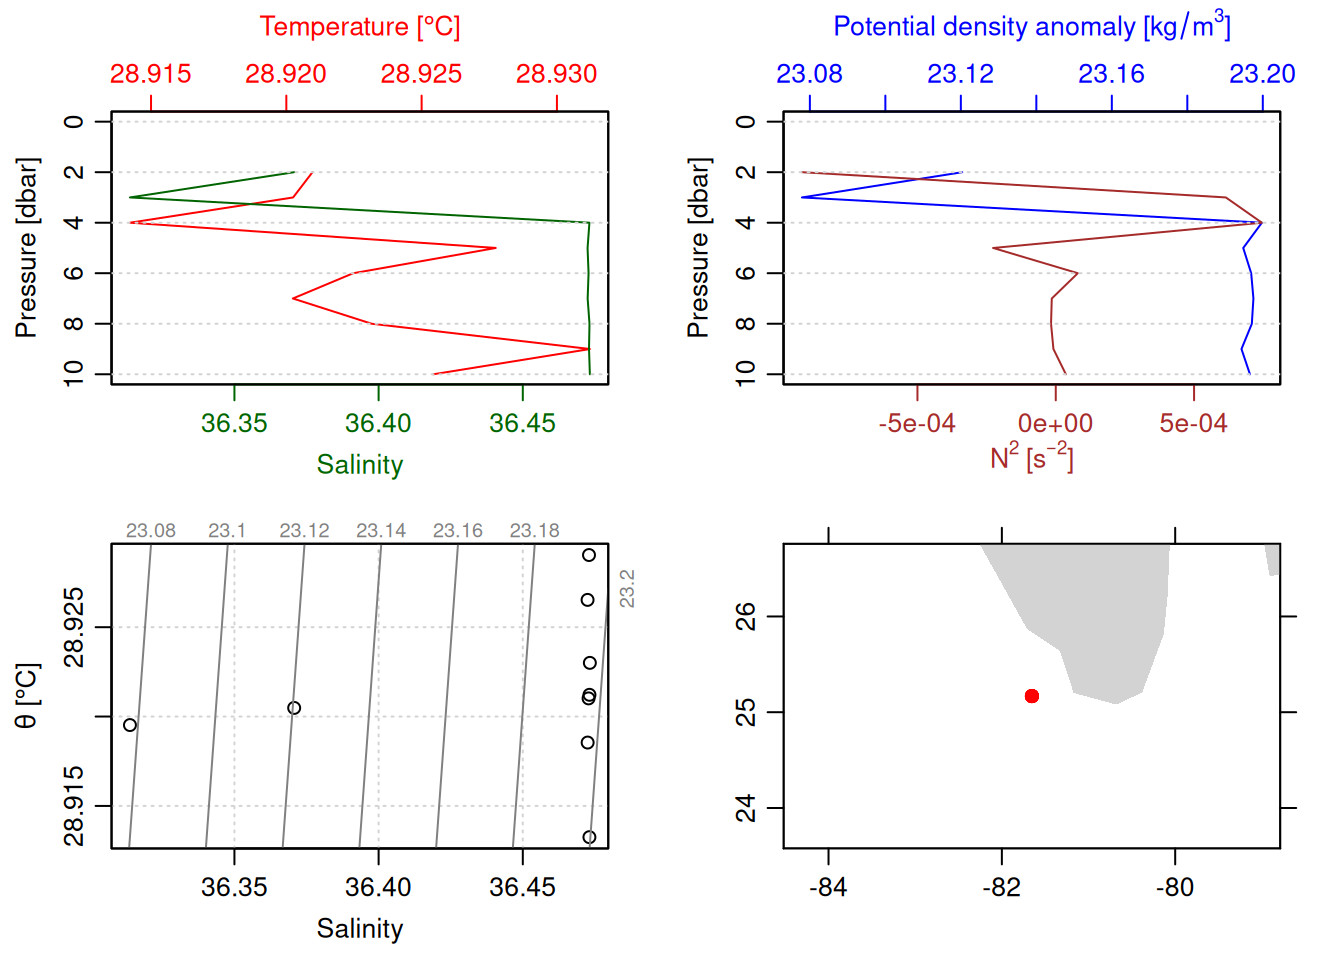 Temperature [°C]
28.915 28.920 28.925 28.930
0
2
4
6
8
10
Pressure [dbar]
36.35 36.40 36.45
Salinity
Potential density anomaly [kg/m³]
23.08 23.12 23.16 23.20
0
2
4
6
8
10
Pressure [dbar]
-5e-04 0e+00 5e-04
N² [s⁻²]
23.08 23.1 23.12 23.14 23.16 23.18
23.2
28.925
28.915
θ [°C]
36.35 36.40 36.45
Salinity
26
25
24
-84 -82 -80